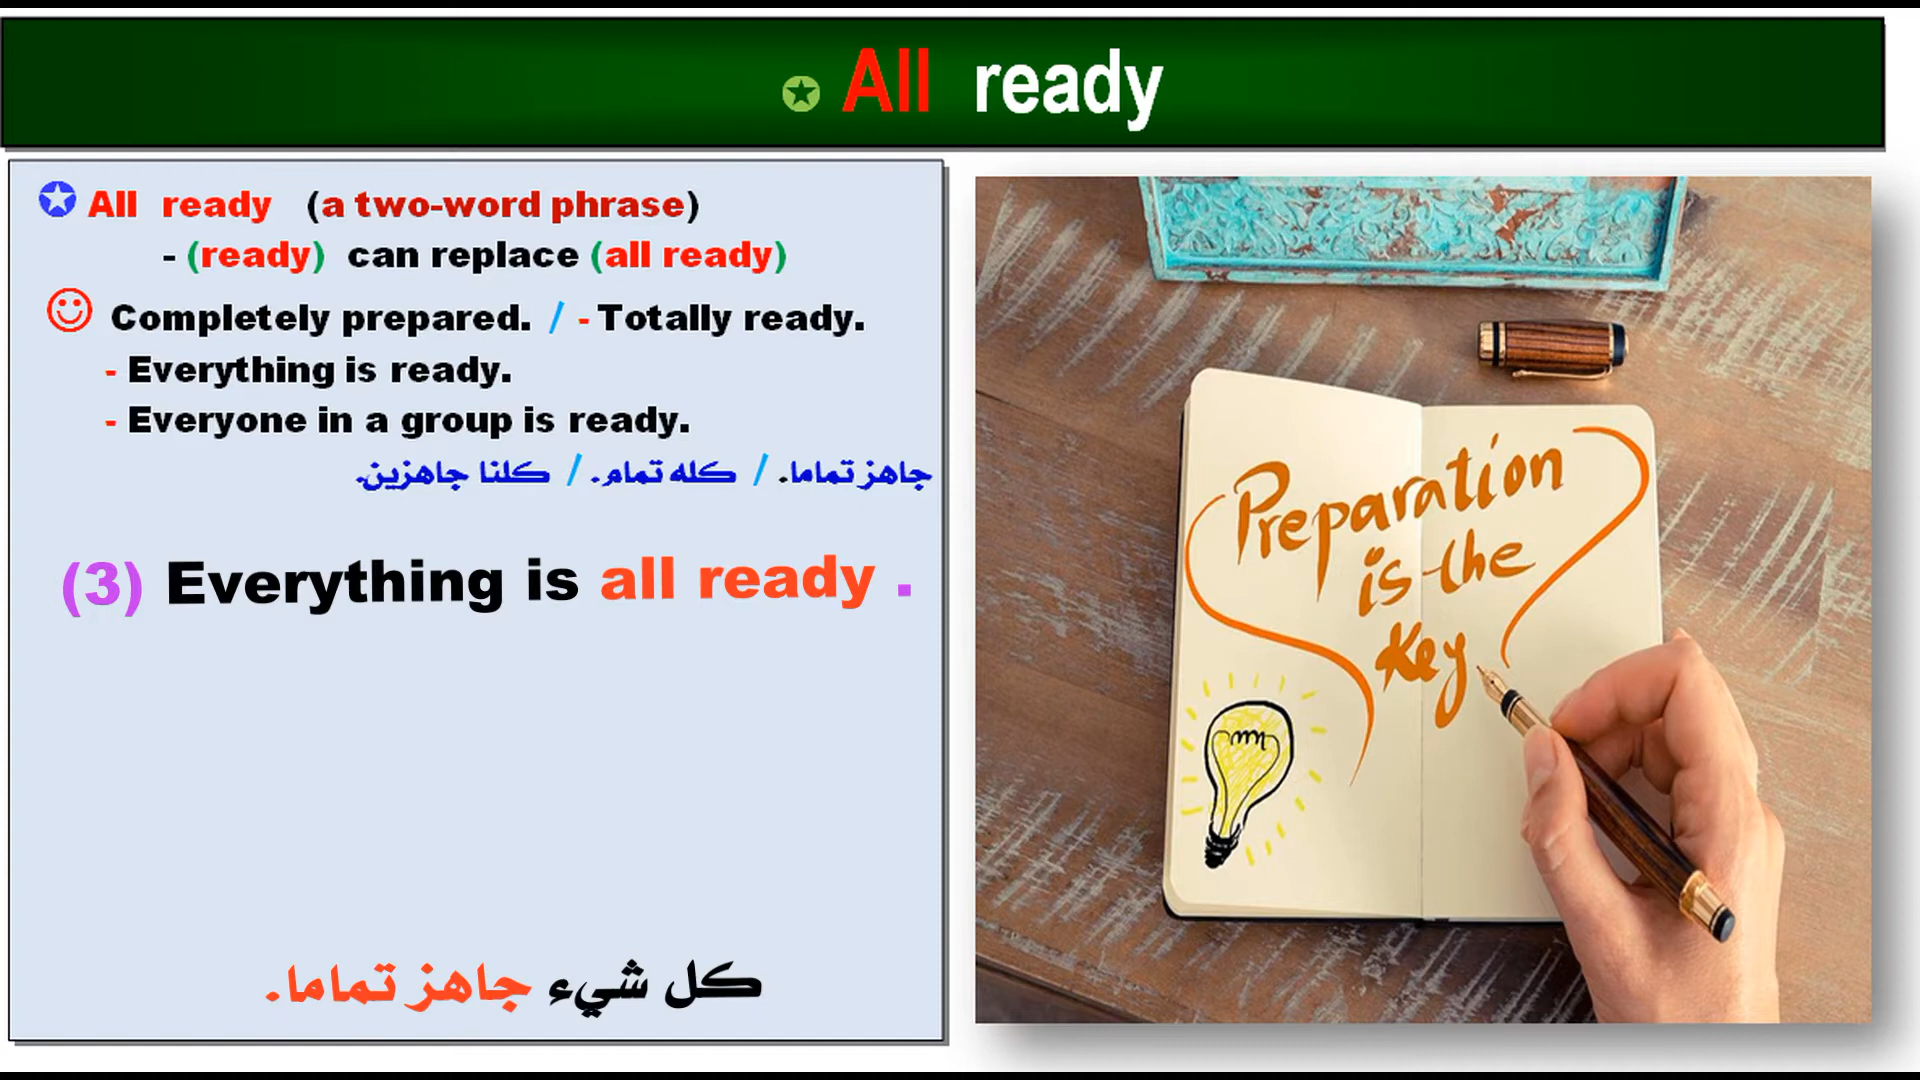 All ready
All ready (a two-word phrase)
- (ready) can replace (all ready)
Completely prepared. / - Totally ready.
- Everything is ready.
- Everyone in a group is ready.
جاهز تماما. / كله تمام. / كلنا جاهزين.
(3) Everything is all ready .
كل شيء جاهز تماما.
Preparation
is the
Key